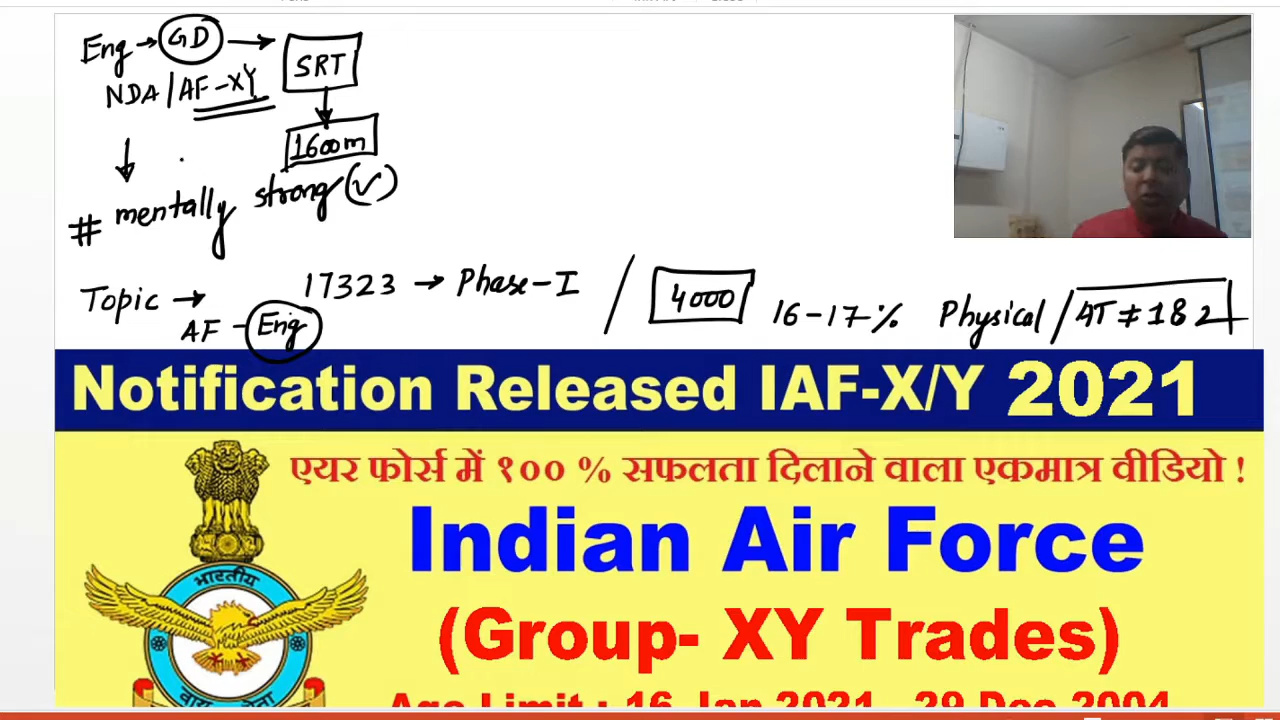 Eng → GD → SRT
NDA / AF-XY
1600m
# mentally strong (✓)
Topic → 17323 → Phase-I / 4000 16-17% Physical / AT ≠ 182
AF - Eng
Notification Released IAF-X/Y 2021
एयर फोर्स में १०० % सफलता दिलाने वाला एकमात्र वीडियो !
Indian Air Force
(Group- XY Trades)
भारतीय